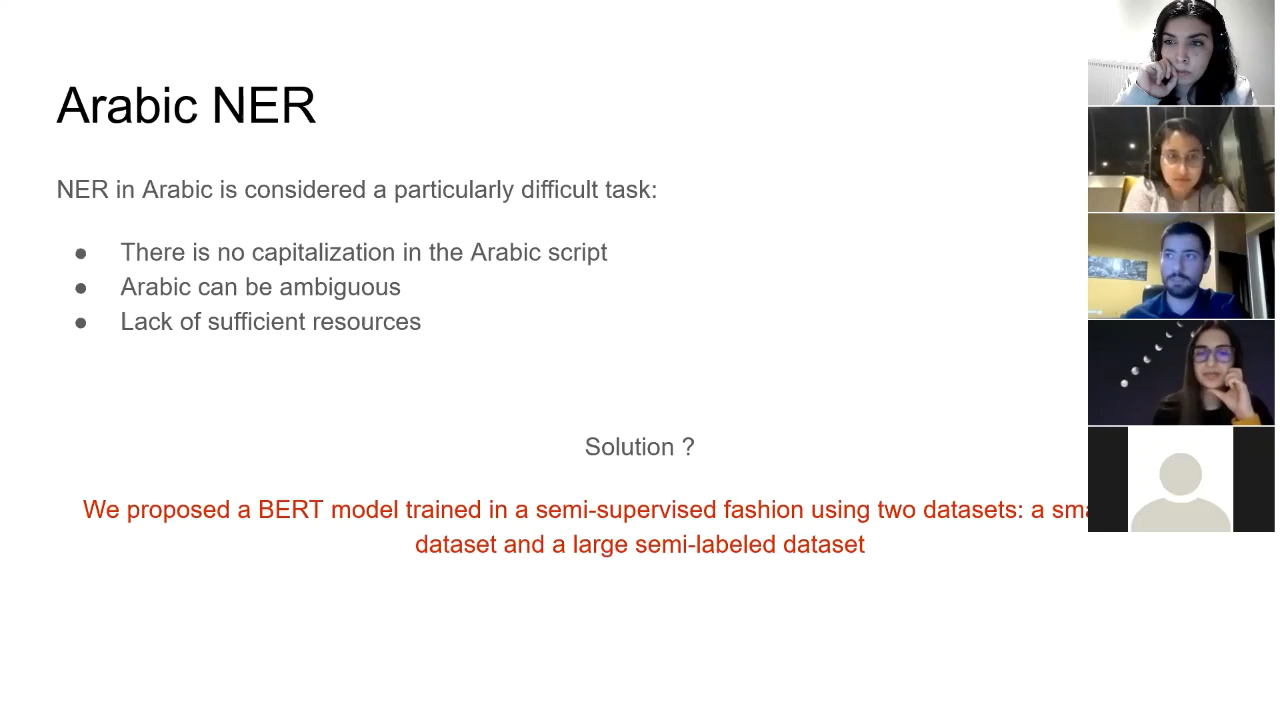 Arabic NER
NER in Arabic is considered a particularly difficult task:
● There is no capitalization in the Arabic script
● Arabic can be ambiguous
● Lack of sufficient resources
Solution ?
We proposed a BERT model trained in a semi-supervised fashion using two datasets: a
dataset and a large semi-labeled dataset